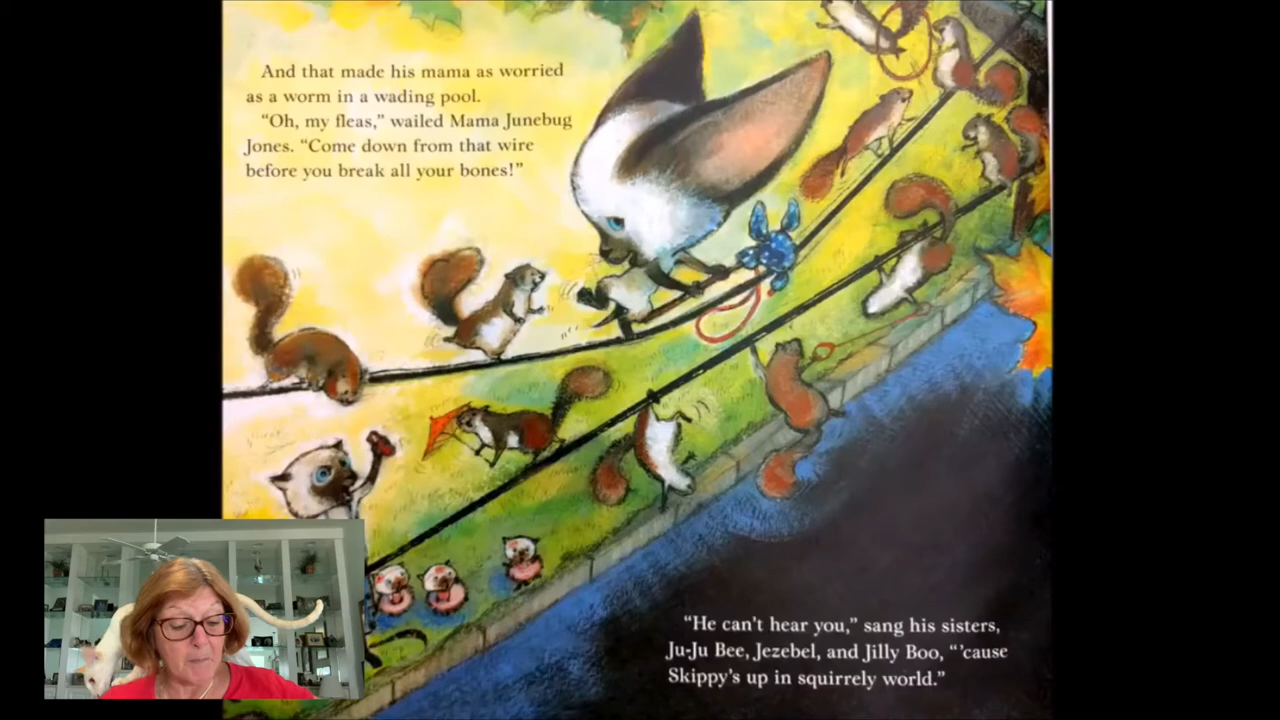 And that made his mama as worried
as a worm in a wading pool.
"Oh, my fleas," wailed Mama Junebug
Jones. "Come down from that wire
before you break all your bones!"
"He can't hear you," sang his sisters,
Ju-Ju Bee, Jezebel, and Jilly Boo, "'cause
Skippy's up in squirrely world."